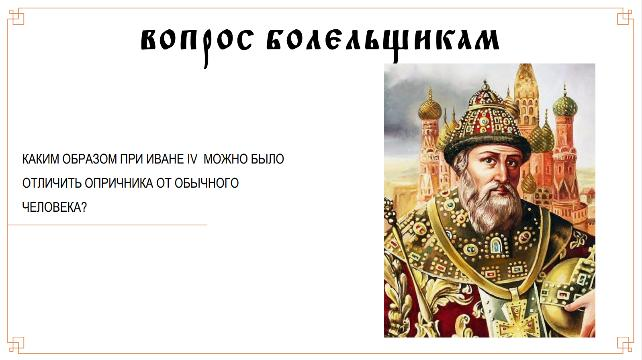 ВОПРОС БОЛЕЛЬЩИКАМ
КАКИМ ОБРАЗОМ ПРИ ИВАНЕ IV МОЖНО БЫЛО
ОТЛИЧИТЬ ОПРИЧНИКА ОТ ОБЫЧНОГО
ЧЕЛОВЕКА?